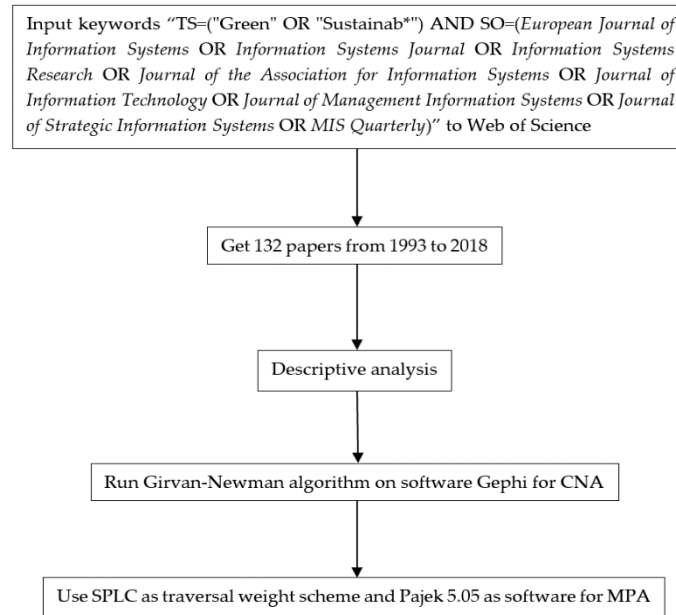 Input keywords “TS=("Green" OR "Sustainab*") AND SO=(European Journal of
Information Systems OR Information Systems Journal OR Information Systems
Research OR Journal of the Association for Information Systems OR Journal of
Information Technology OR Journal of Management Information Systems OR Journal
of Strategic Information Systems OR MIS Quarterly)” to Web of Science
Get 132 papers from 1993 to 2018
Descriptive analysis
Run Girvan-Newman algorithm on software Gephi for CNA
Use SPLC as traversal weight scheme and Pajek 5.05 as software for MPA